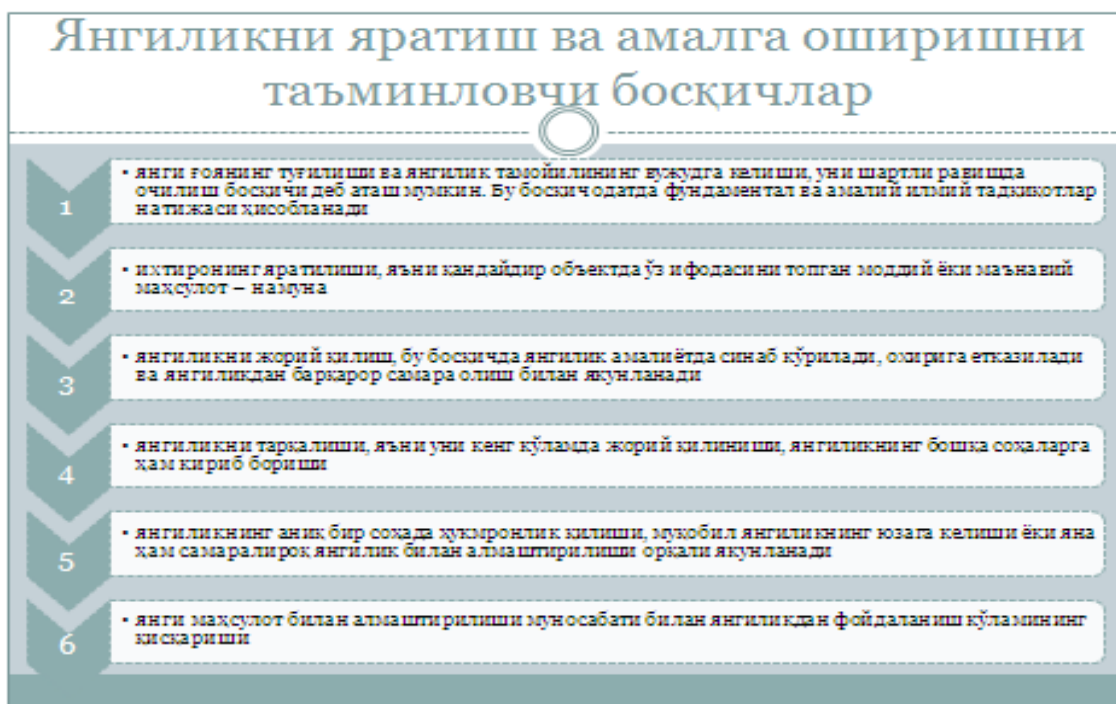 Янгиликни яратиш ва амалга оширишни
таъминловчи босқичлар
1
• янги ғоянинг туғилиши ва янгилик тамойилининг вужудга келиши, уни шартли равишда
очилиш босқичи деб аташ мумкин. Бу босқич одатда фундаментал ва амалий илмий тадқиқотлар
натижаси ҳисобланади
2
• ихтиронинг яратилиши, яъни қандайдир объектда ўз ифодасини топган моддий ёки маънавий
маҳсулот – намуна
3
• янгиликни жорий қилиш, бу босқичда янгилик амалиётда синаб кўрилади, охирига етказилади
ва янгиликдан барқарор самара олиш билан якунланади
4
• янгиликни тарқалиши, яъни уни кенг кўламда жорий қилиниши, янгиликнинг бошқа соҳаларга
ҳам кириб бориши
5
• янгиликнинг аниқ бир соҳада ҳукмронлик қилиши, муқобил янгиликнинг юзага келиши ёки яна
ҳам самаралироқ янгилик билан алмаштирилиши орқали якунланади
6
• янги маҳсулот билан алмаштирилиши муносабати билан янгиликдан фойдаланиш кўламининг
қисқариши